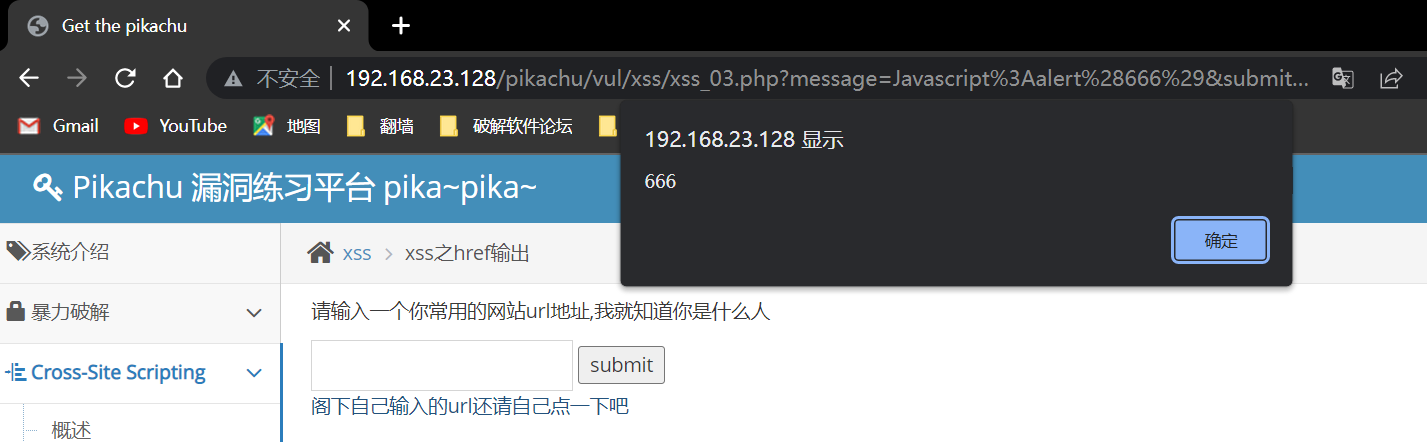 Get the pikachu
不安全 192.168.23.128/pikachu/vul/xss/xss_03.php?message=Javascript%3Aalert%28666%29&submit...
Gmail YouTube 地图 翻墙 破解软件论坛
192.168.23.128 显示
666
确定
Pikachu 漏洞练习平台 pika~pika~
系统介绍
xss > xss之href输出
暴力破解
请输入一个你常用的网站url地址,我就知道你是什么人
submit
Cross-Site Scripting
阁下自己输入的url还请自己点一下吧
概述